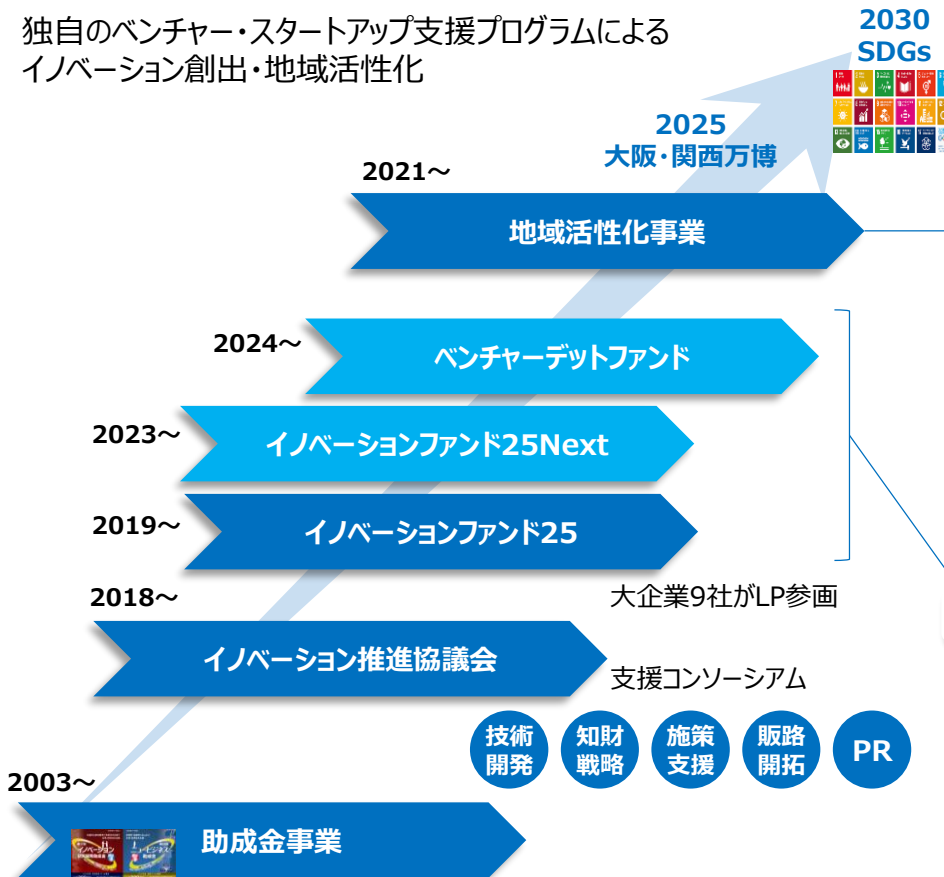 独自のベンチャー・スタートアップ支援プログラムによる
イノベーション創出・地域活性化
2030
SDGs
2025
大阪・関西万博
2021～
地域活性化事業
2024～
ベンチャーデットファンド
2023～
イノベーションファンド25Next
2019～
イノベーションファンド25
大企業9社がLP参画
2018～
イノベーション推進協議会
支援コンソーシアム
技術
開発
知財
戦略
施策
支援
販路
開拓
PR
2003～
助成金事業